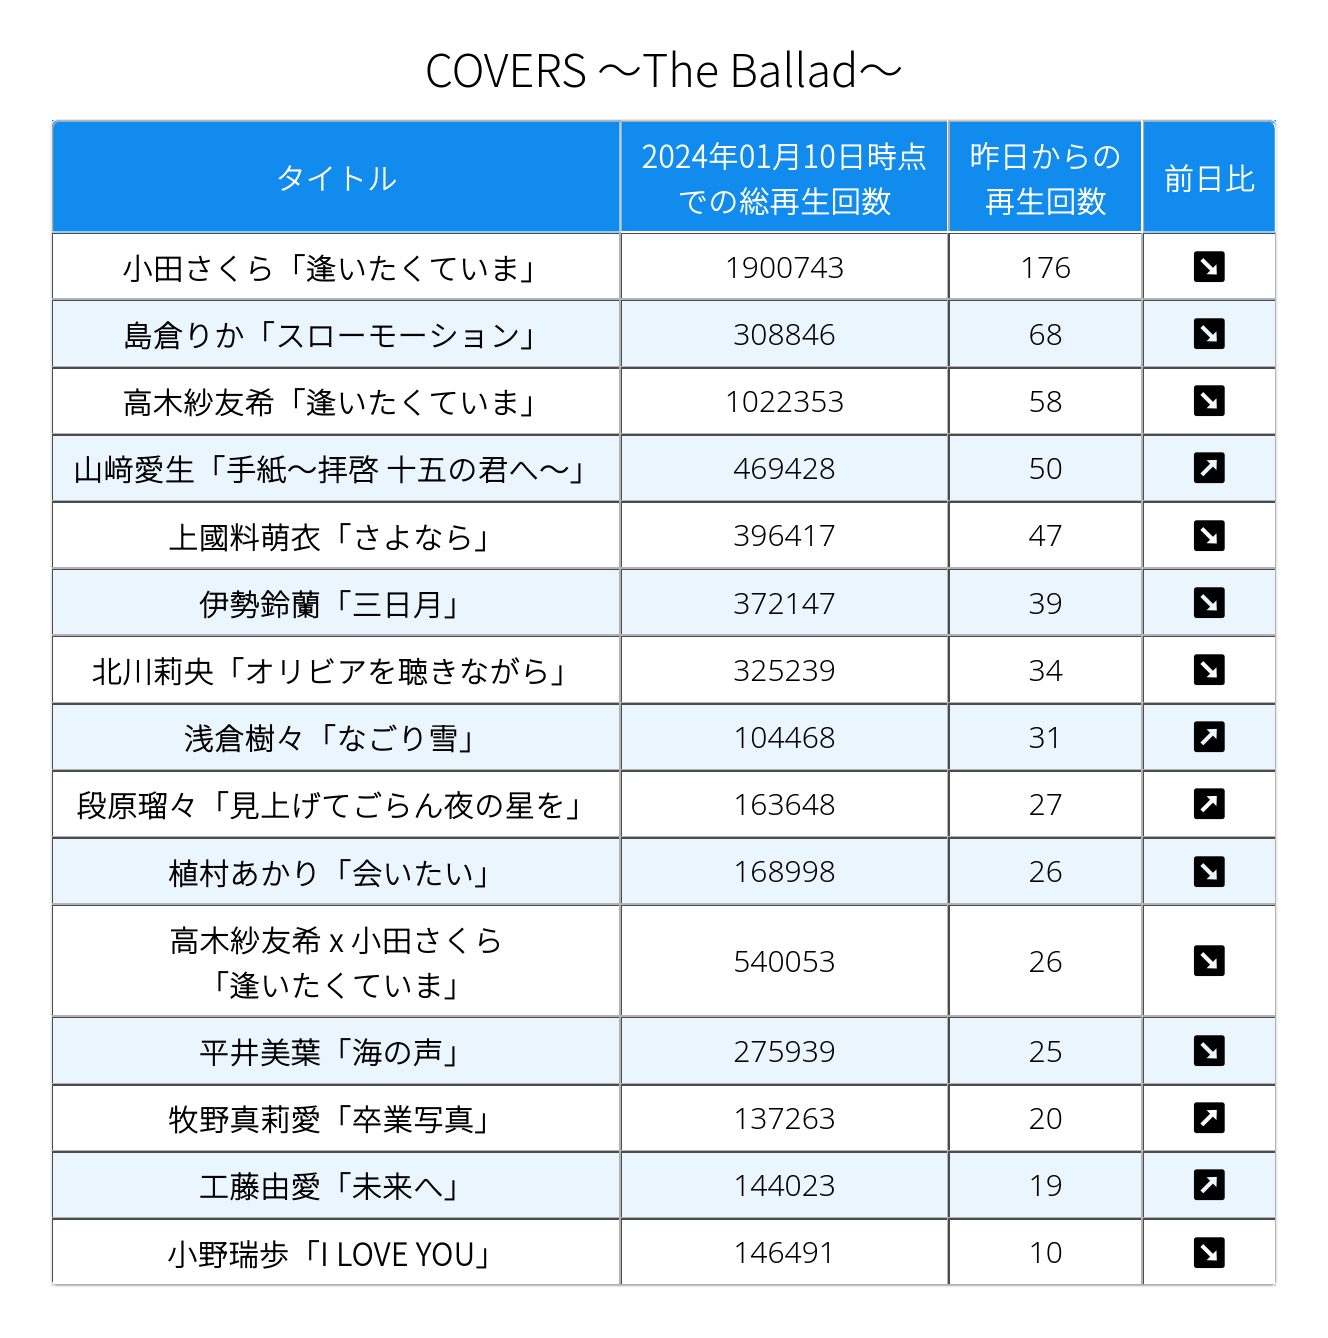 COVERS ～The Ballad～
タイトル
2024年01月10日時点
での総再生回数
昨日からの
再生回数
前日比
小田さくら「逢いたくていま」 1900743 176 ↘
島倉りか「スローモーション」 308846 68 ↘
高木紗友希「逢いたくていま」 1022353 58 ↘
山﨑愛生「手紙～拝啓 十五の君へ～」 469428 50 ↗
上國料萌衣「さよなら」 396417 47 ↘
伊勢鈴蘭「三日月」 372147 39 ↘
北川莉央「オリビアを聴きながら」 325239 34 ↘
浅倉樹々「なごり雪」 104468 31 ↗
段原瑠々「見上げてごらん夜の星を」 163648 27 ↗
植村あかり「会いたい」 168998 26 ↘
高木紗友希 x 小田さくら
「逢いたくていま」 540053 26 ↘
平井美葉「海の声」 275939 25 ↘
牧野真莉愛「卒業写真」 137263 20 ↗
工藤由愛「未来へ」 144023 19 ↗
小野瑞歩「I LOVE YOU」 146491 10 ↘